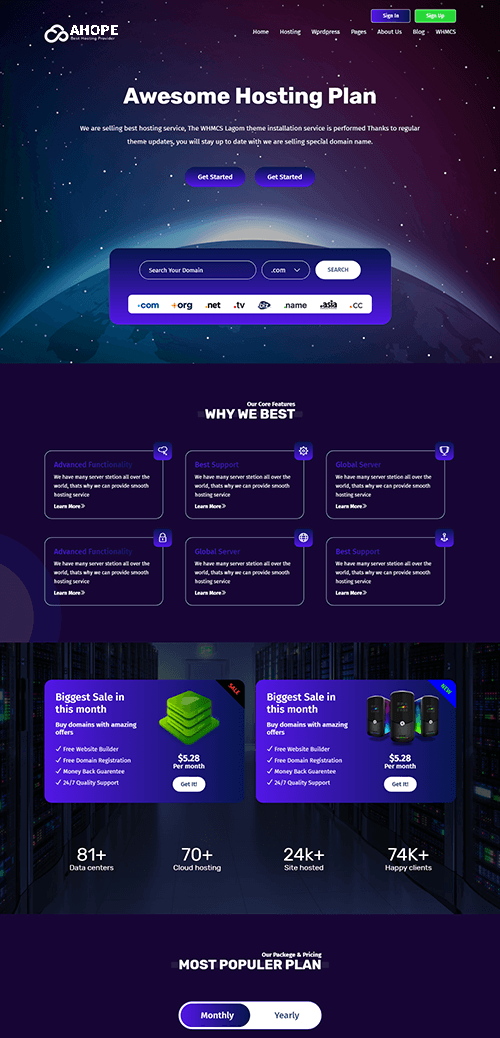 Sign In
Sign Up
AHOPE
Best Hosting Provider
Home
Hosting
Wprdpress
Pages
About Us
Blog
WHMCS
Awesome Hosting Plan
We are selling best hosting service, The WHMCS Lagom theme installation service is performed Thanks to regular
theme updates, you will stay up to date with we are selling special domain name.
Get Started
Get Started
Search Your Domain
.com
SEARCH
.com
.org
.net
.tv
.biz
.name
.asia
.cc
Our Core Features
WHY WE BEST
Advanced Functionality
We have many server stetion all over the
world, thats why we can provide smooth
hosting service
Learn More
Best Support
We have many server stetion all over the
world, thats why we can provide smooth
hosting service
Learn More
Global Server
We have many server stetion all over the
world, thats why we can provide smooth
hosting service
Learn More
Advanced Functionality
We have many server stetion all over the
world, thats why we can provide smooth
hosting service
Learn More
Global Server
We have many server stetion all over the
world, thats why we can provide smooth
hosting service
Learn More
Best Support
We have many server stetion all over the
world, thats why we can provide smooth
hosting service
Learn More
Biggest Sale in
this month
Buy domains with amazing
offers
Free Website Builder
Free Domain Registration
Money Back Guarentee
24/7 Quality Support
SALE
$5.28
Per month
Get It!
Biggest Sale in
this month
Buy domains with amazing
offers
Free Website Builder
Free Domain Registration
Money Back Guarentee
24/7 Quality Support
NEW
$5.28
Per month
Get It!
81+
Data centers
70+
Cloud hosting
24k+
Site hosted
74K+
Happy clients
Our Packege & Pricing
MOST POPULER PLAN
Monthly
Yearly